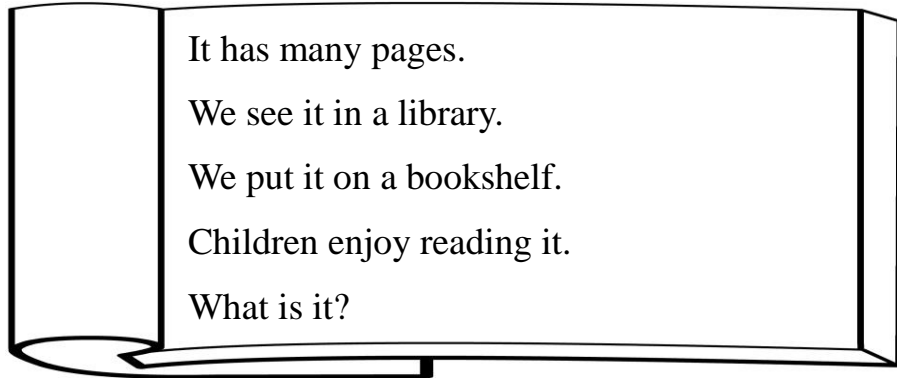 It has many pages.
We see it in a library.
We put it on a bookshelf.
Children enjoy reading it.
What is it?